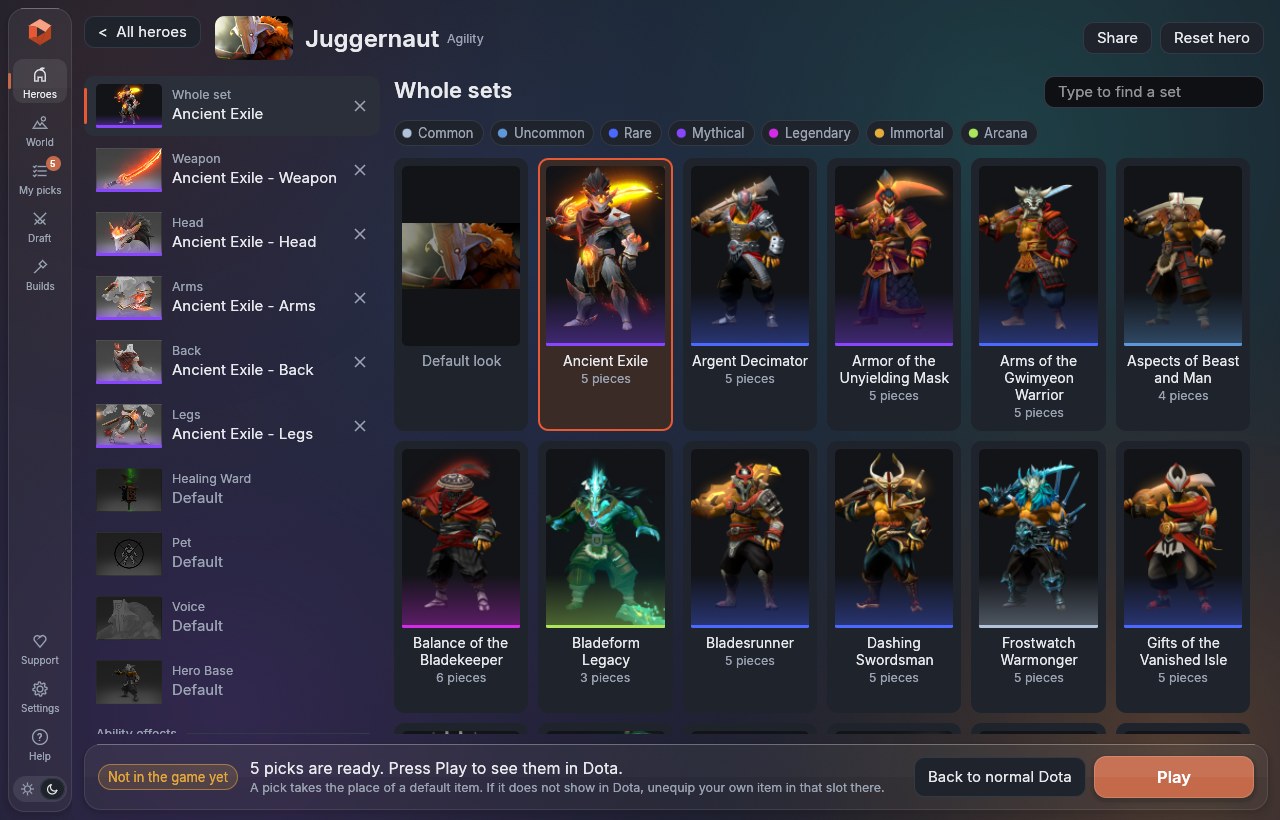 < All heroes
Juggernaut Agility
Share
Reset hero
Heroes
World
5
My picks
Draft
Builds
Support
Settings
Help
Whole set
Ancient Exile
Weapon
Ancient Exile - Weapon
Head
Ancient Exile - Head
Arms
Ancient Exile - Arms
Back
Ancient Exile - Back
Legs
Ancient Exile - Legs
Healing Ward
Default
Pet
Default
Voice
Default
Hero Base
Default
Ability effects
Whole sets
Type to find a set
Common
Uncommon
Rare
Mythical
Legendary
Immortal
Arcana
Default look
Ancient Exile
5 pieces
Argent Decimator
5 pieces
Armor of the
Unyielding Mask
5 pieces
Arms of the
Gwimyeon
Warrior
5 pieces
Aspects of Beast
and Man
4 pieces
Balance of the
Bladekeeper
6 pieces
Bladeform
Legacy
3 pieces
Bladesrunner
5 pieces
Dashing
Swordsman
5 pieces
Frostwatch
Warmonger
5 pieces
Gifts of the
Vanished Isle
5 pieces
Not in the game yet
5 picks are ready. Press Play to see them in Dota.
A pick takes the place of a default item. If it does not show in Dota, unequip your own item in that slot there.
Back to normal Dota
Play